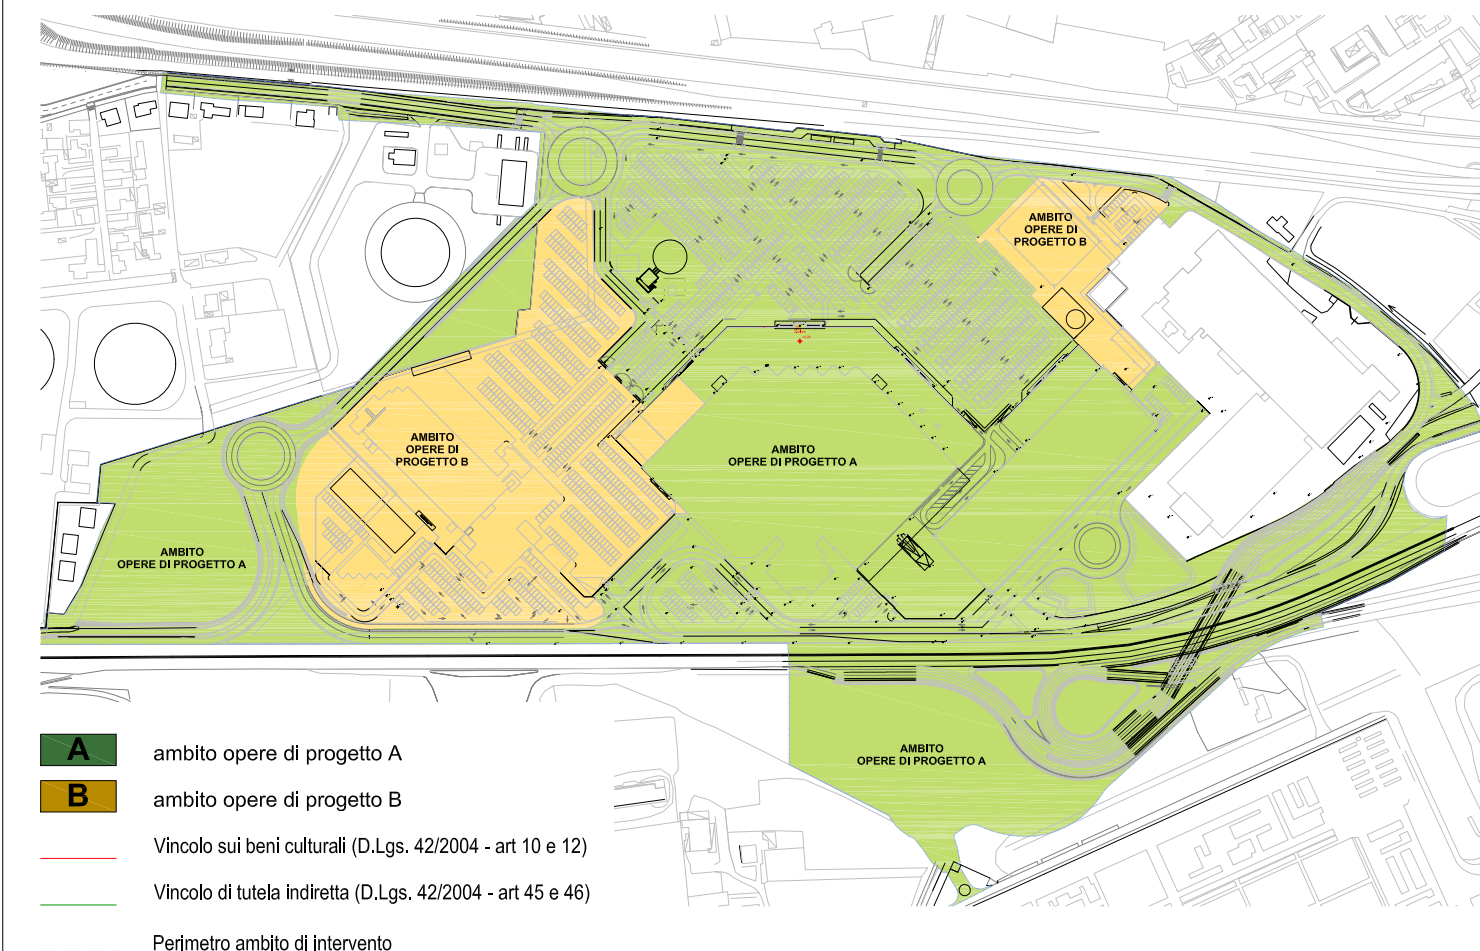 AMBITO
OPERE DI
PROGETTO B
AMBITO
OPERE DI
PROGETTO B
AMBITO
OPERE DI PROGETTO A
AMBITO
OPERE DI PROGETTO A
AMBITO
OPERE DI PROGETTO A
A
ambito opere di progetto A
B
ambito opere di progetto B
Vincolo sui beni culturali (D.Lgs. 42/2004 - art 10 e 12)
Vincolo di tutela indiretta (D.Lgs. 42/2004 - art 45 e 46)
Perimetro ambito di intervento